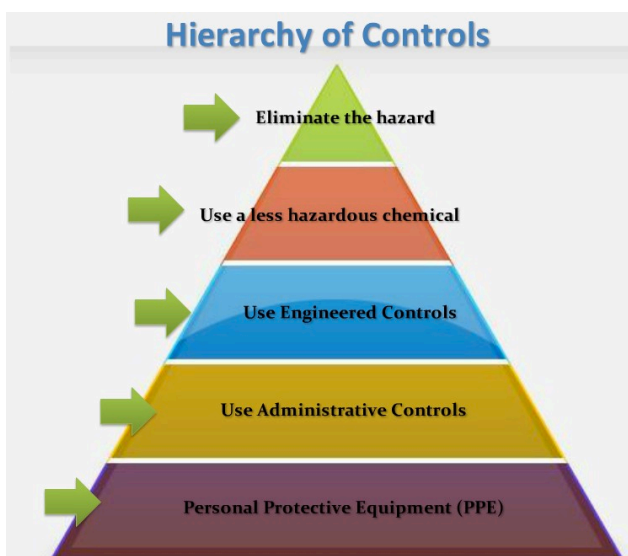 Hierarchy of Controls
Eliminate the hazard
Use a less hazardous chemical
Use Engineered Controls
Use Administrative Controls
Personal Protective Equipment (PPE)